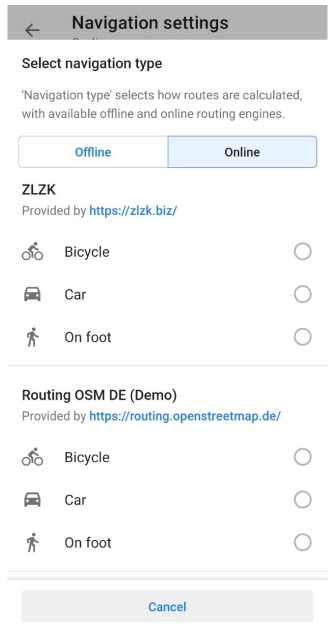 Navigation settings
Select navigation type
'Navigation type' selects how routes are calculated,
with available offline and online routing engines.
Offline
Online
ZLZK
Provided by https://zlzk.biz/
Bicycle
Car
On foot
Routing OSM DE (Demo)
Provided by https://routing.openstreetmap.de/
Bicycle
Car
On foot
Cancel